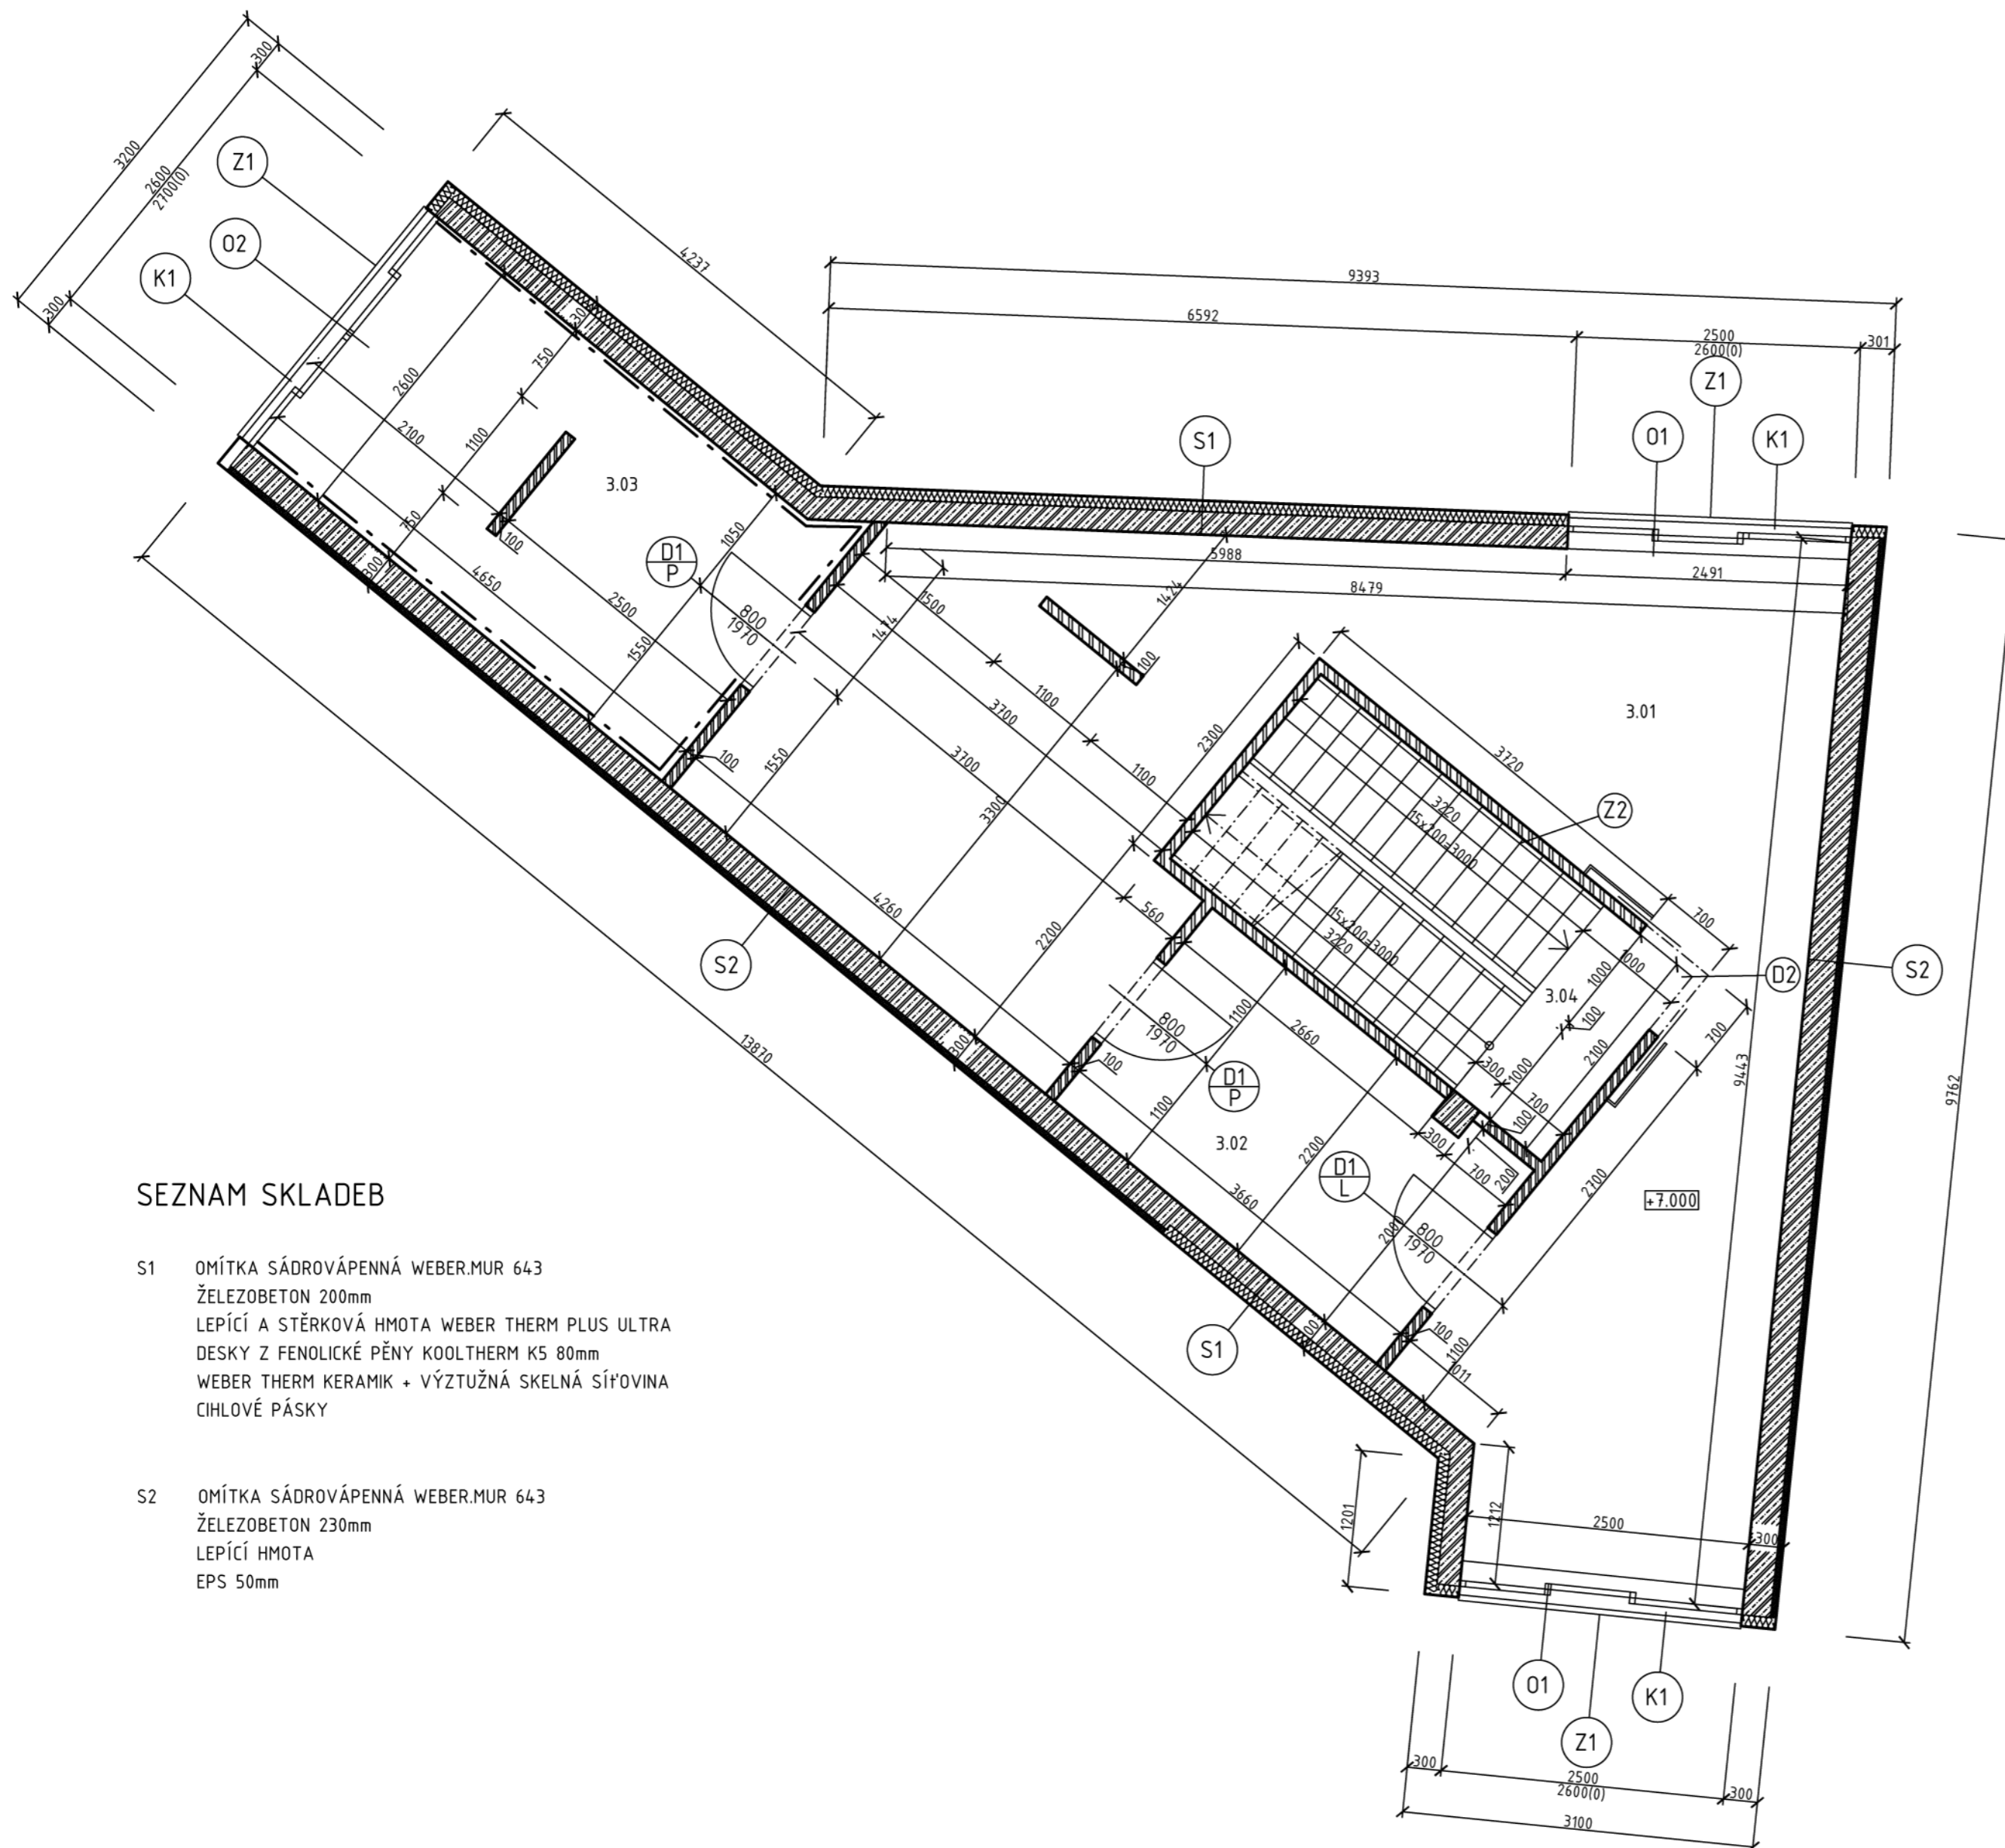 300
3200
2600
2700(0)
300
Z1
O2
K1
4237
9393
6592
2500
2600(0)
301
Z1
O1
K1
S1
300
750
2600
2100
1100
3.03
750
100
300
4650
D1
P
1050
800
1970
2500
1550
100
5988
2491
8479
1500
1424
1474
100
1100
3700
3700
1100
1550
3300
2300
3.01
3720
3220
15x200=3000
Z2
700
560
4260
2200
15x200=3000
3220
1000
1000
3.04
D2
S2
S2
100
2100
700
9443
9762
300
800
1970
1100
2660
300
1000
100
700
D1
P
100
1100
3.02
2200
300
700
200
D1
L
2700
+7.000
13870
3660
2000
800
1970
S1
100
1100
1011
1201
1212
2500
300
O1
K1
Z1
300
2500
2600(0)
300
3100
SEZNAM SKLADEB
S1 OMÍTKA SÁDROVÁPENNÁ WEBER.MUR 643
ŽELEZOBETON 200mm
LEPÍCÍ A STĚRKOVÁ HMOTA WEBER THERM PLUS ULTRA
DESKY Z FENOLICKÉ PĚNY KOOLTHERM K5 80mm
WEBER THERM KERAMIK + VÝZTUŽNÁ SKELNÁ SÍŤOVINA
CIHLOVÉ PÁSKY
S2 OMÍTKA SÁDROVÁPENNÁ WEBER.MUR 643
ŽELEZOBETON 230mm
LEPÍCÍ HMOTA
EPS 50mm